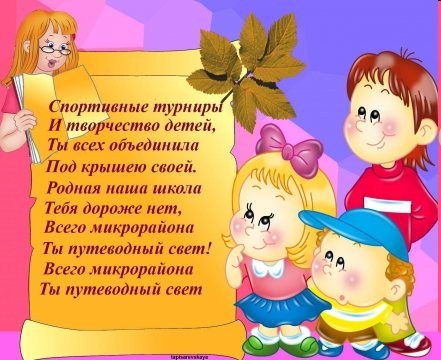 Спортивные турниры
И творчество детей,
Ты всех объединила
Под крышею своей.
Родная наша школа
Тебя дороже нет,
Всего микрорайона
Ты путеводный свет!
Всего микрорайона
Ты путеводный свет
tapisarevskaya